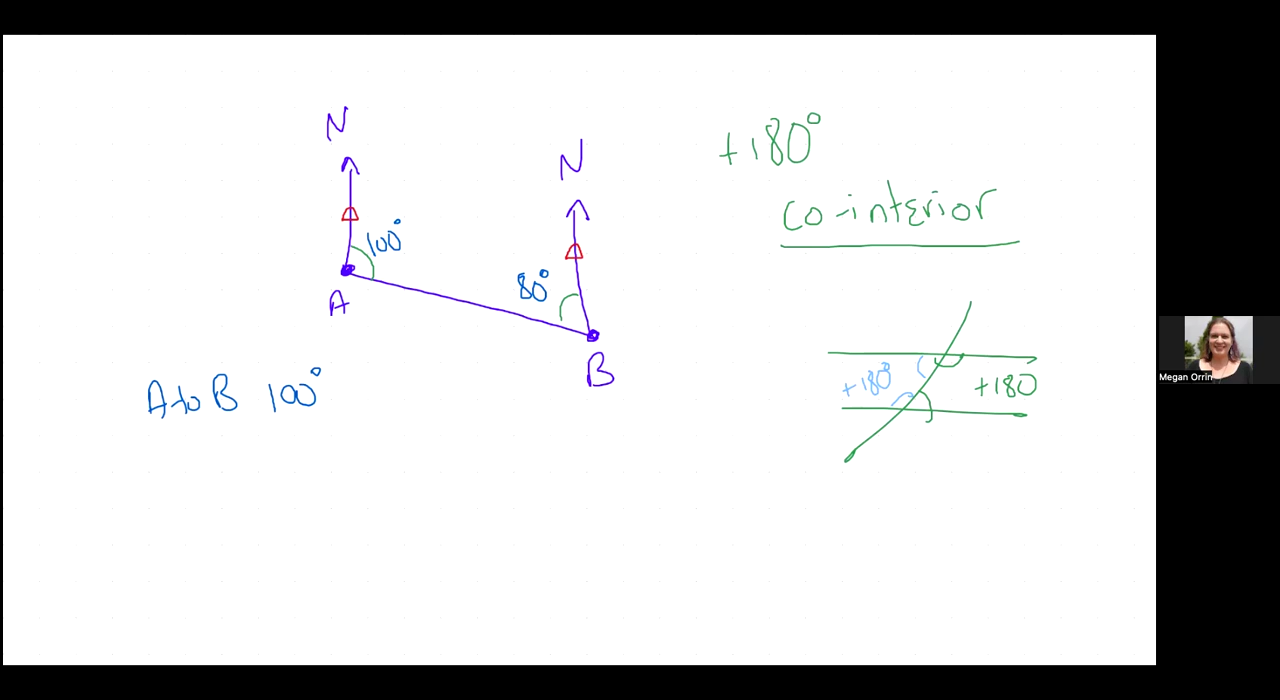 N
N
100°
80°
A
B
A to B 100°
+180°
co-interior
+180°
+180
Megan Orrin